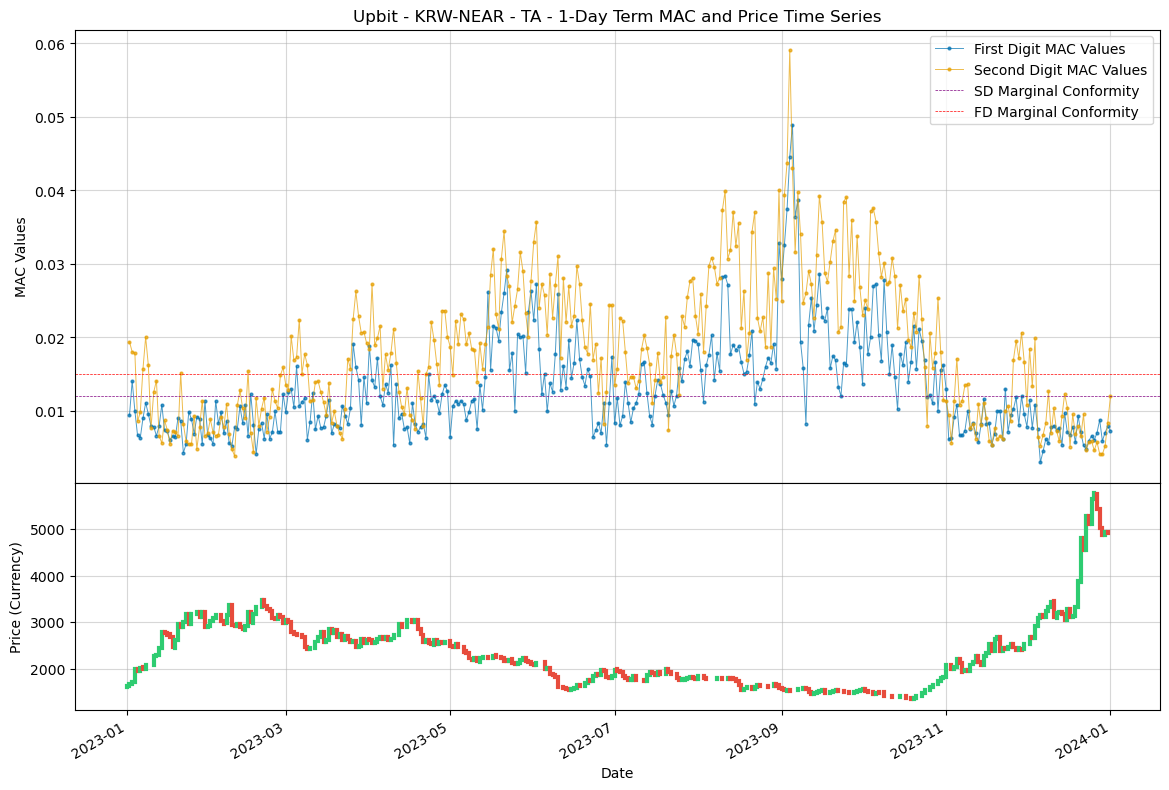 Upbit - KRW-NEAR - TA - 1-Day Term MAC and Price Time Series
First Digit MAC Values
Second Digit MAC Values
SD Marginal Conformity
FD Marginal Conformity
MAC Values
0.06
0.05
0.04
0.03
0.02
0.01
Price (Currency)
5000
4000
3000
2000
2023-01
2023-03
2023-05
2023-07
2023-09
2023-11
2024-01
Date